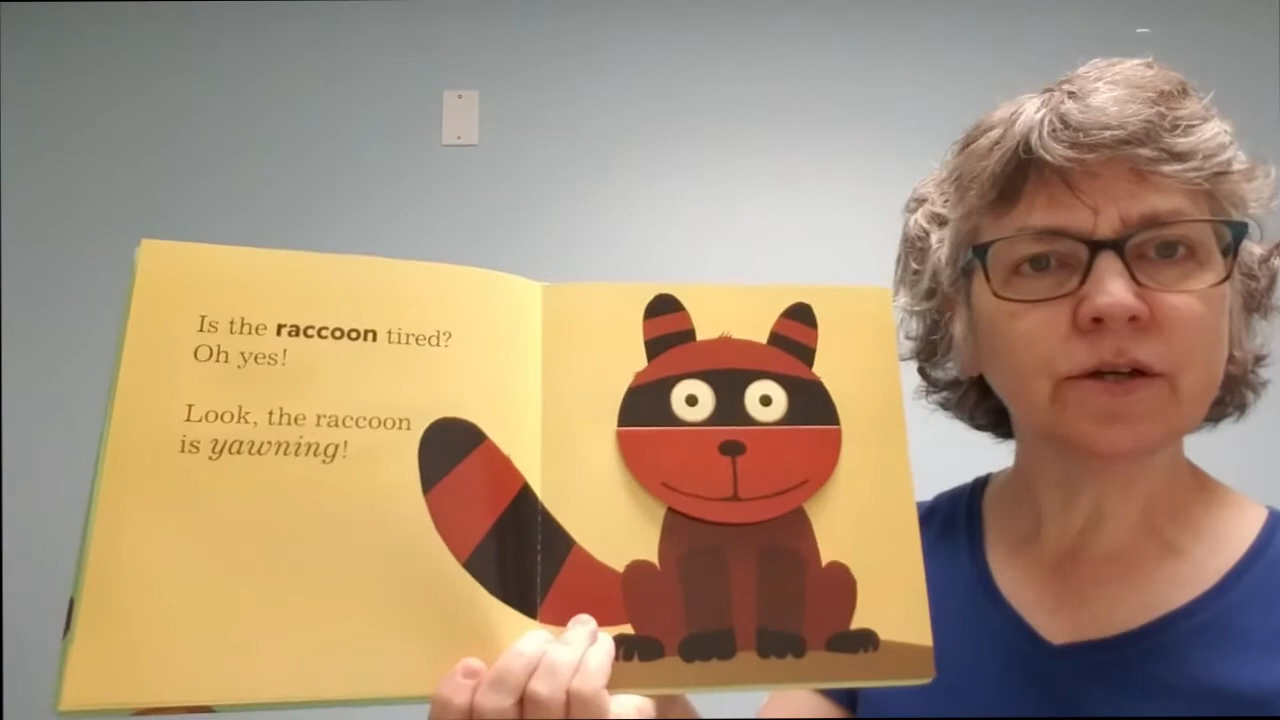 Is the raccoon tired?
Oh yes!
Look, the raccoon
is yawning!